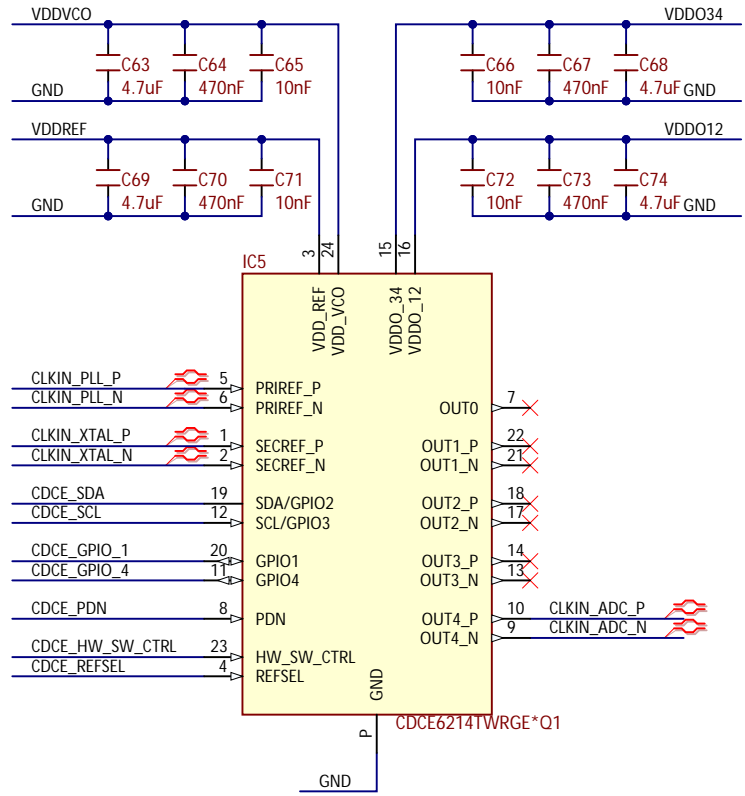 VDDVCO
VDDO34
C63 C64 C65 C66 C67 C68
4.7uF 470nF 10nF 10nF 470nF 4.7uF
GND GND
VDDREF VDDO12
C69 C70 C71 C72 C73 C74
4.7uF 470nF 10nF 10nF 470nF 4.7uF
GND GND
3 24 15 16
IC5
VDD_REF VDD_VCO VDDO_34 VDDO_12
CLKIN_PLL_P 5 PRIREF_P
CLKIN_PLL_N 6 PRIREF_N OUT0 7
CLKIN_XTAL_P 1 SECREF_P OUT1_P 22
CLKIN_XTAL_N 2 SECREF_N OUT1_N 21
CDCE_SDA 19 SDA/GPIO2 OUT2_P 18
CDCE_SCL 12 SCL/GPIO3 OUT2_N 17
CDCE_GPIO_1 20 GPIO1 OUT3_P 14
CDCE_GPIO_4 11 GPIO4 OUT3_N 13
CDCE_PDN 8 PDN OUT4_P 10 CLKIN_ADC_P
OUT4_N 9 CLKIN_ADC_N
CDCE_HW_SW_CTRL 23 HW_SW_CTRL
CDCE_REFSEL 4 REFSEL
GND
CDCE6214TWRGE*Q1
P
GND